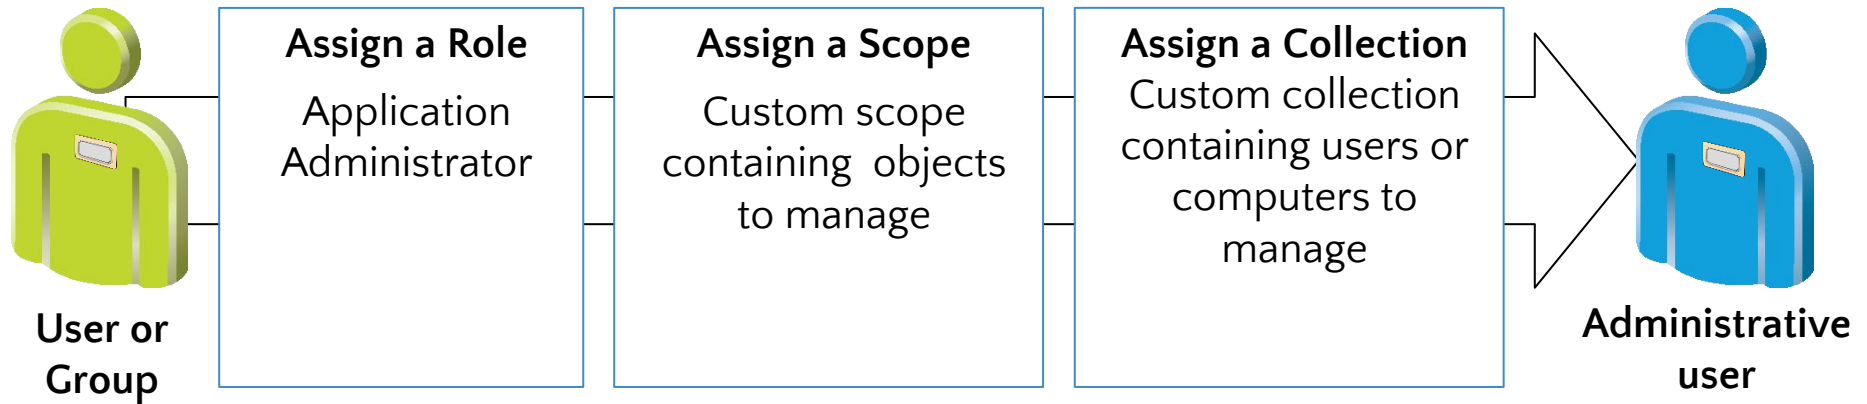 User or
Group
Assign a Role
Application
Administrator
Assign a Scope
Custom scope
containing  objects
to manage
Assign a Collection
Custom collection
containing users or
computers to
manage
Administrative
user